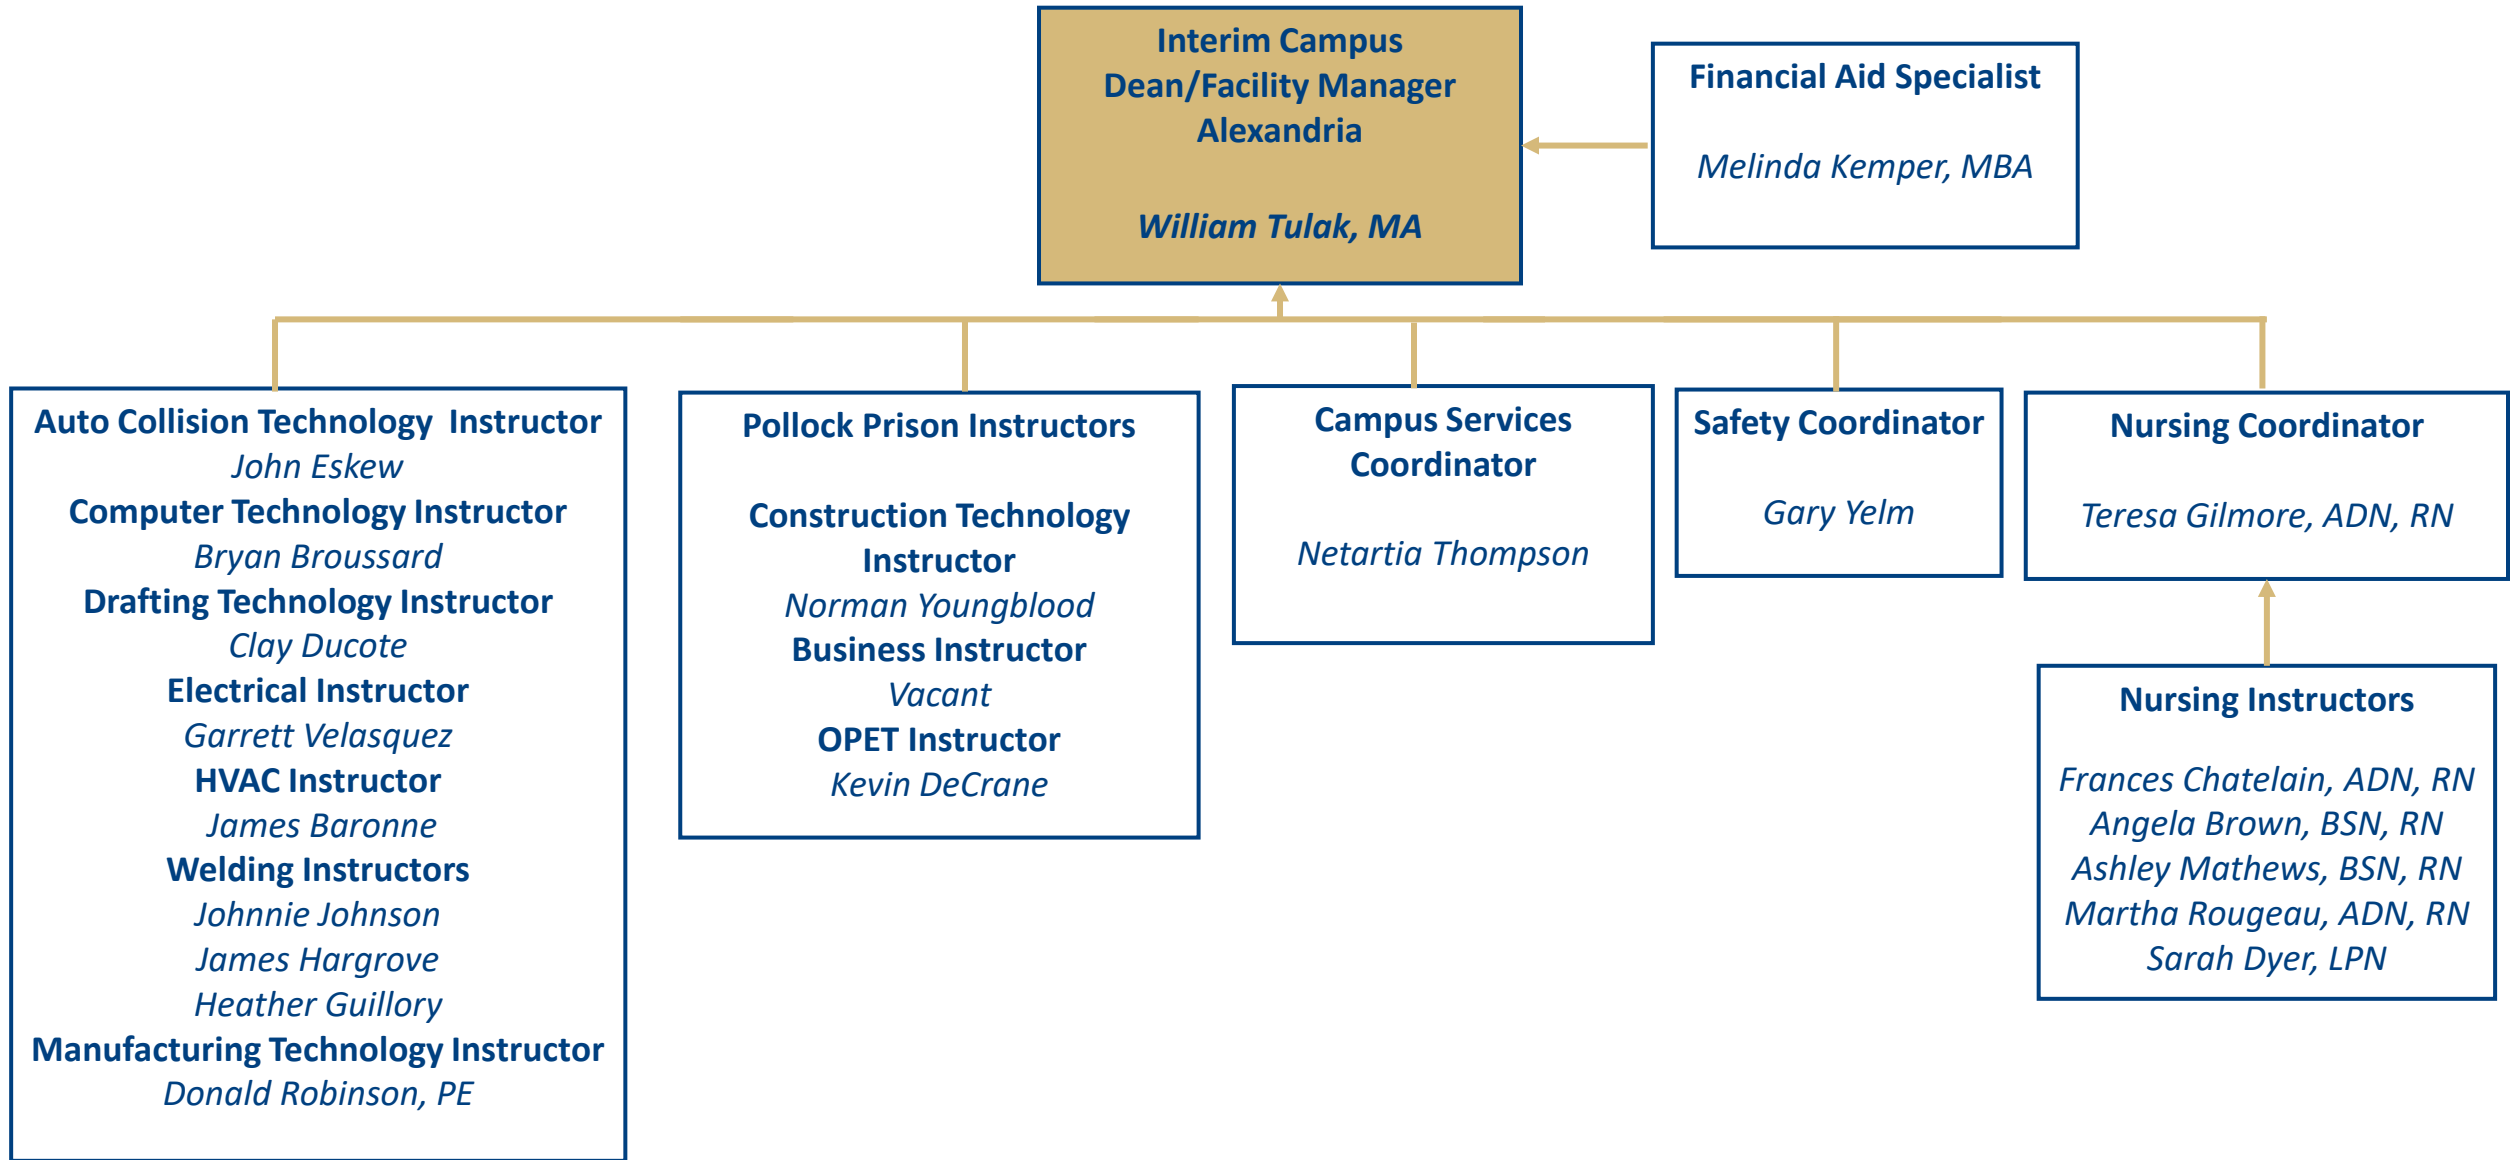 Interim Campus
Dean/Facility Manager
Alexandria
William Tulak, MA
Financial Aid Specialist
Melinda Kemper, MBA
Auto Collision Technology  Instructor
John Eskew
Computer Technology Instructor
Bryan Broussard
Drafting Technology Instructor
Clay Ducote
Electrical Instructor
Garrett Velasquez
HVAC Instructor
James Baronne
Welding Instructors
Johnnie Johnson
James Hargrove
Heather Guillory
Manufacturing Technology Instructor
Donald Robinson, PE
Pollock Prison Instructors
Construction Technology
Instructor
Norman Youngblood
Business Instructor
Vacant
OPET Instructor
Kevin DeCrane
Campus Services
Coordinator
Netartia Thompson
Safety Coordinator
Gary Yelm
Nursing Coordinator
Teresa Gilmore, ADN, RN
Nursing Instructors
Frances Chatelain, ADN, RN
Angela Brown, BSN, RN
Ashley Mathews, BSN, RN
Martha Rougeau, ADN, RN
Sarah Dyer, LPN